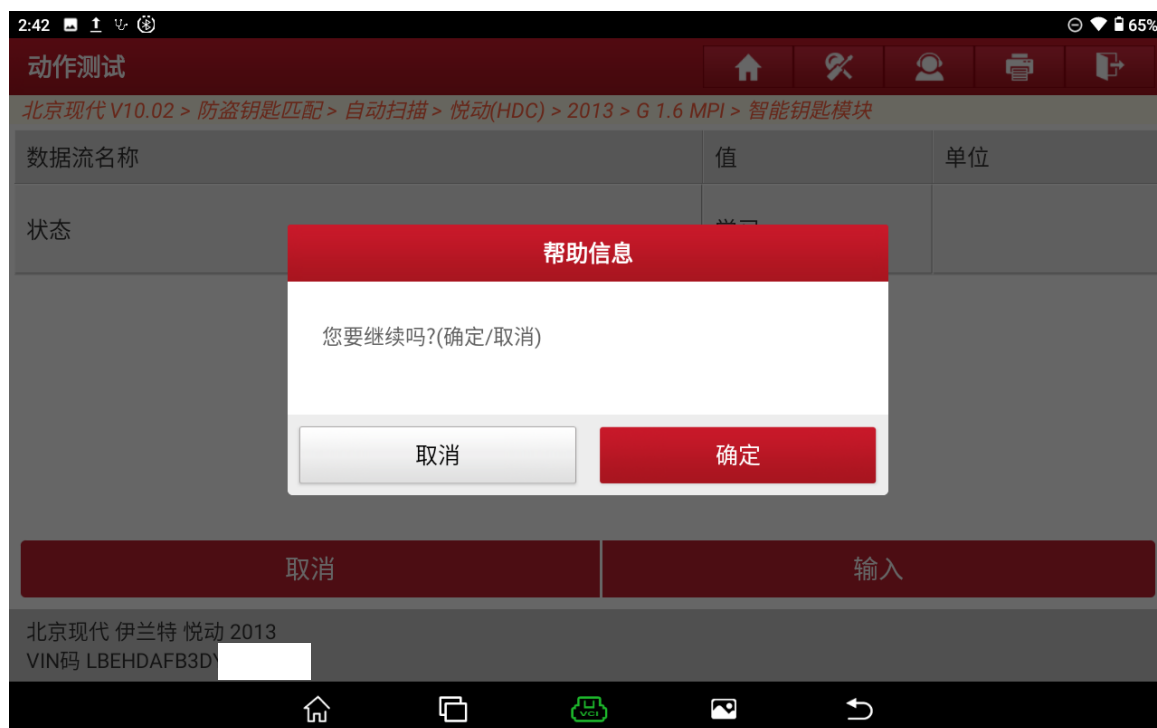 2:42
65%
动作测试
北京现代 V10.02 > 防盗钥匙匹配 > 自动扫描 > 悦动(HDC) > 2013 > G 1.6 MPI > 智能钥匙模块
数据流名称 值 单位
状态
帮助信息
您要继续吗?(确定/取消)
取消 确定
取消 输入
北京现代 伊兰特 悦动 2013
VIN码 LBEHDAFB3D
VCI